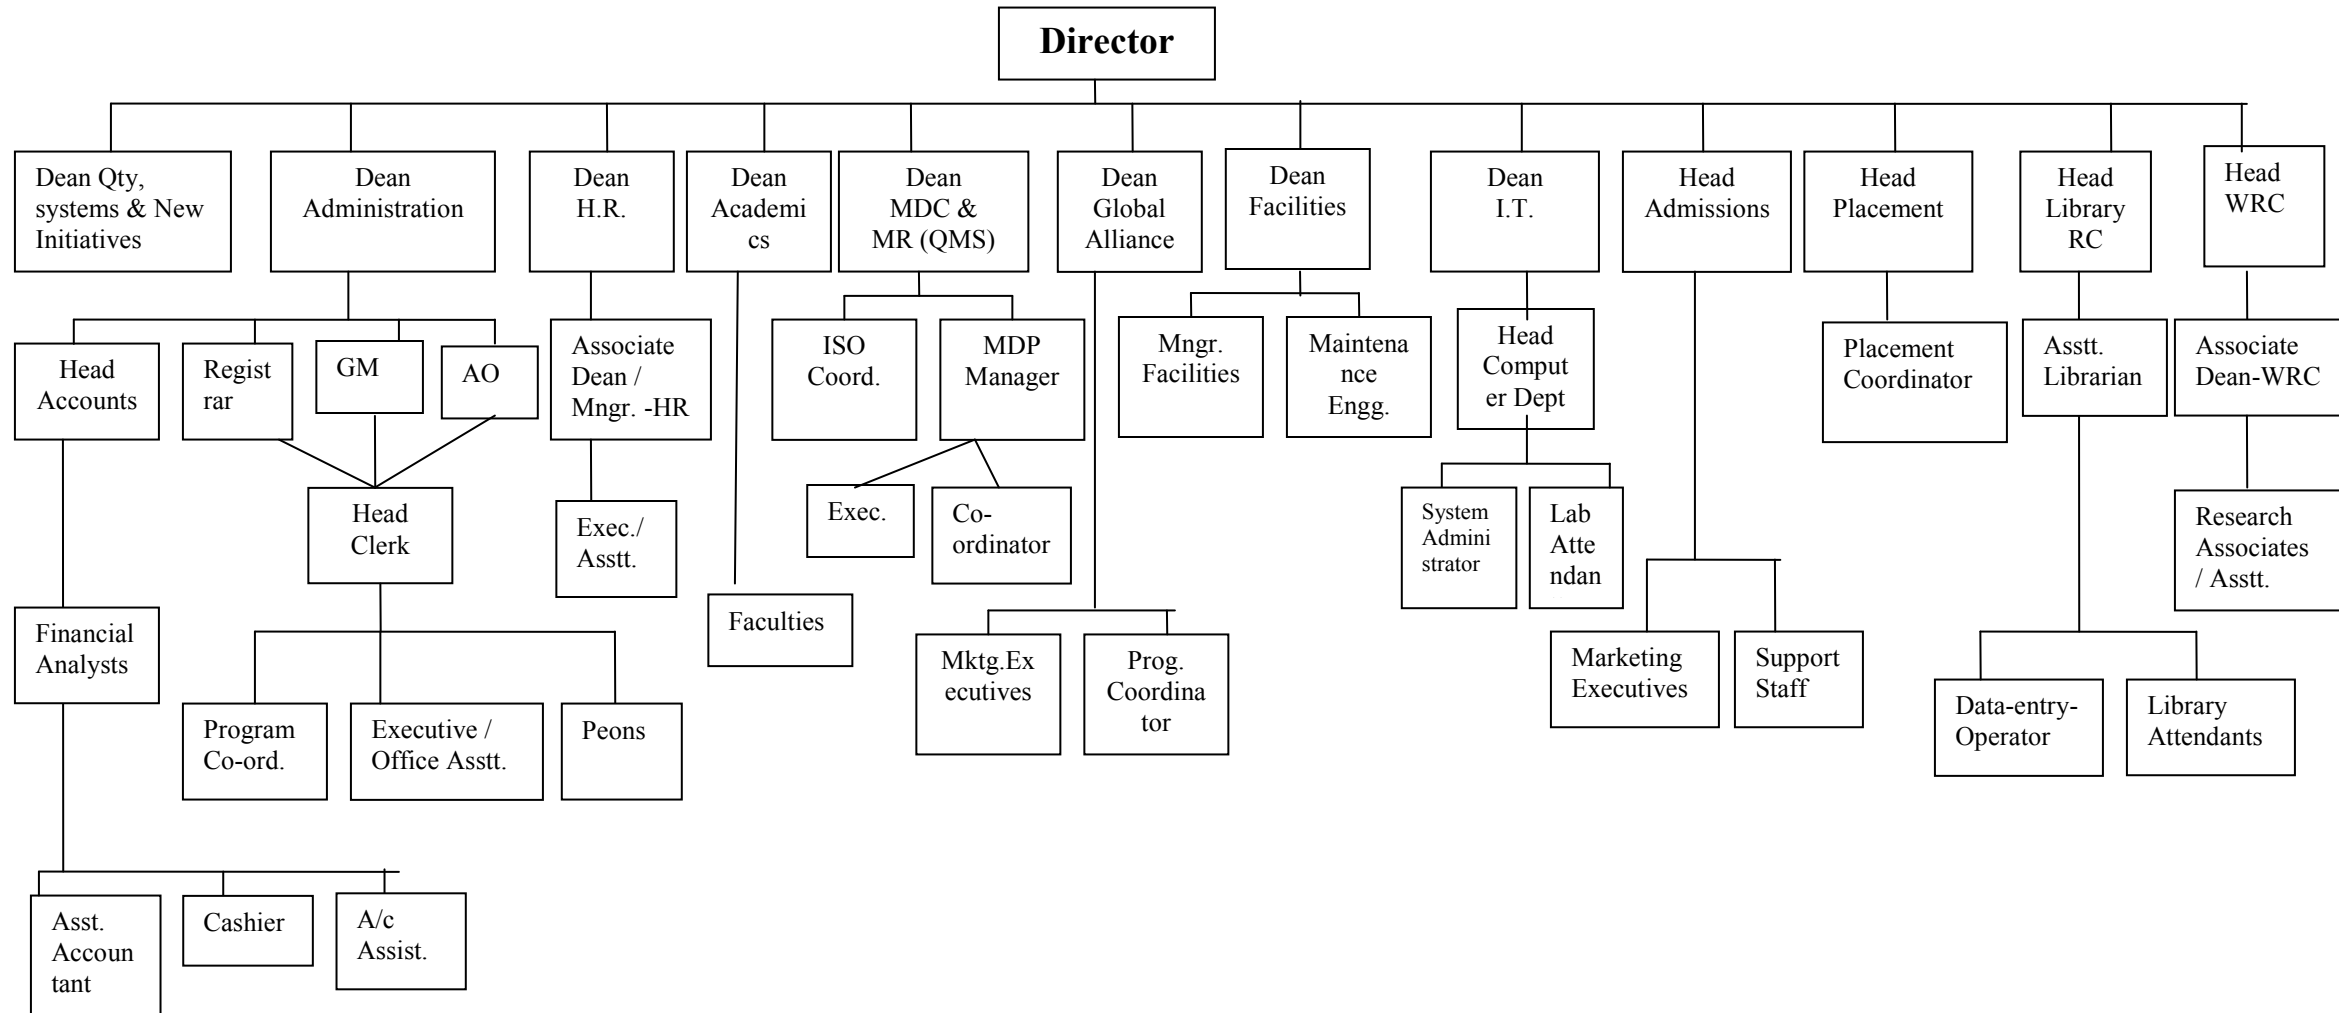 Director
Dean Qty,
systems & New
Initiatives
Dean
Administration
Dean
H.R.
Dean
Academi
cs
Dean
MDC &
MR (QMS)
Dean
Global
Alliance
Dean
Facilities
Dean
I.T.
Head
Admissions
Head
Placement
Head
Library
RC
Head
WRC
Head
Accounts
Regist
rar
GM
AO
Associate
Dean /
Mngr. -HR
ISO
Coord.
MDP
Manager
Mngr.
Facilities
Maintena
nce
Engg.
Head
Comput
er Dept
Placement
Coordinator
Asstt.
Librarian
Associate
Dean-WRC
Head
Clerk
Exec./
Asstt.
Exec.
Co-
ordinator
System
Admini
strator
Lab
Atte
ndan
Research
Associates
/ Asstt.
Financial
Analysts
Faculties
Mktg.Ex
ecutives
Prog.
Coordina
tor
Marketing
Executives
Support
Staff
Data-entry-
Operator
Library
Attendants
Program
Co-ord.
Executive /
Office Asstt.
Peons
Asst.
Accoun
tant
Cashier
A/c
Assist.